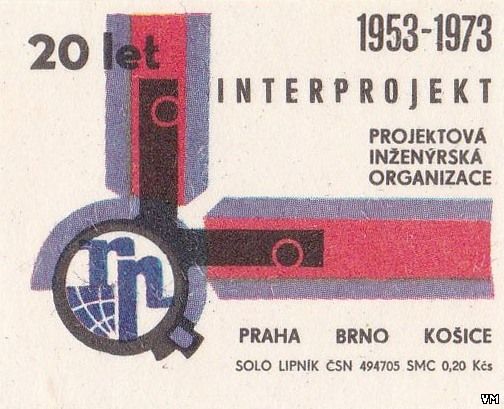 20 let
1953-1973
INTERPROJEKT
PROJEKTOVÁ
INŽENÝRSKÁ
ORGANIZACE
PRAHA BRNO KOŠICE
SOLO LIPNÍK ČSN 494705 SMC 0,20 Kčs
VM